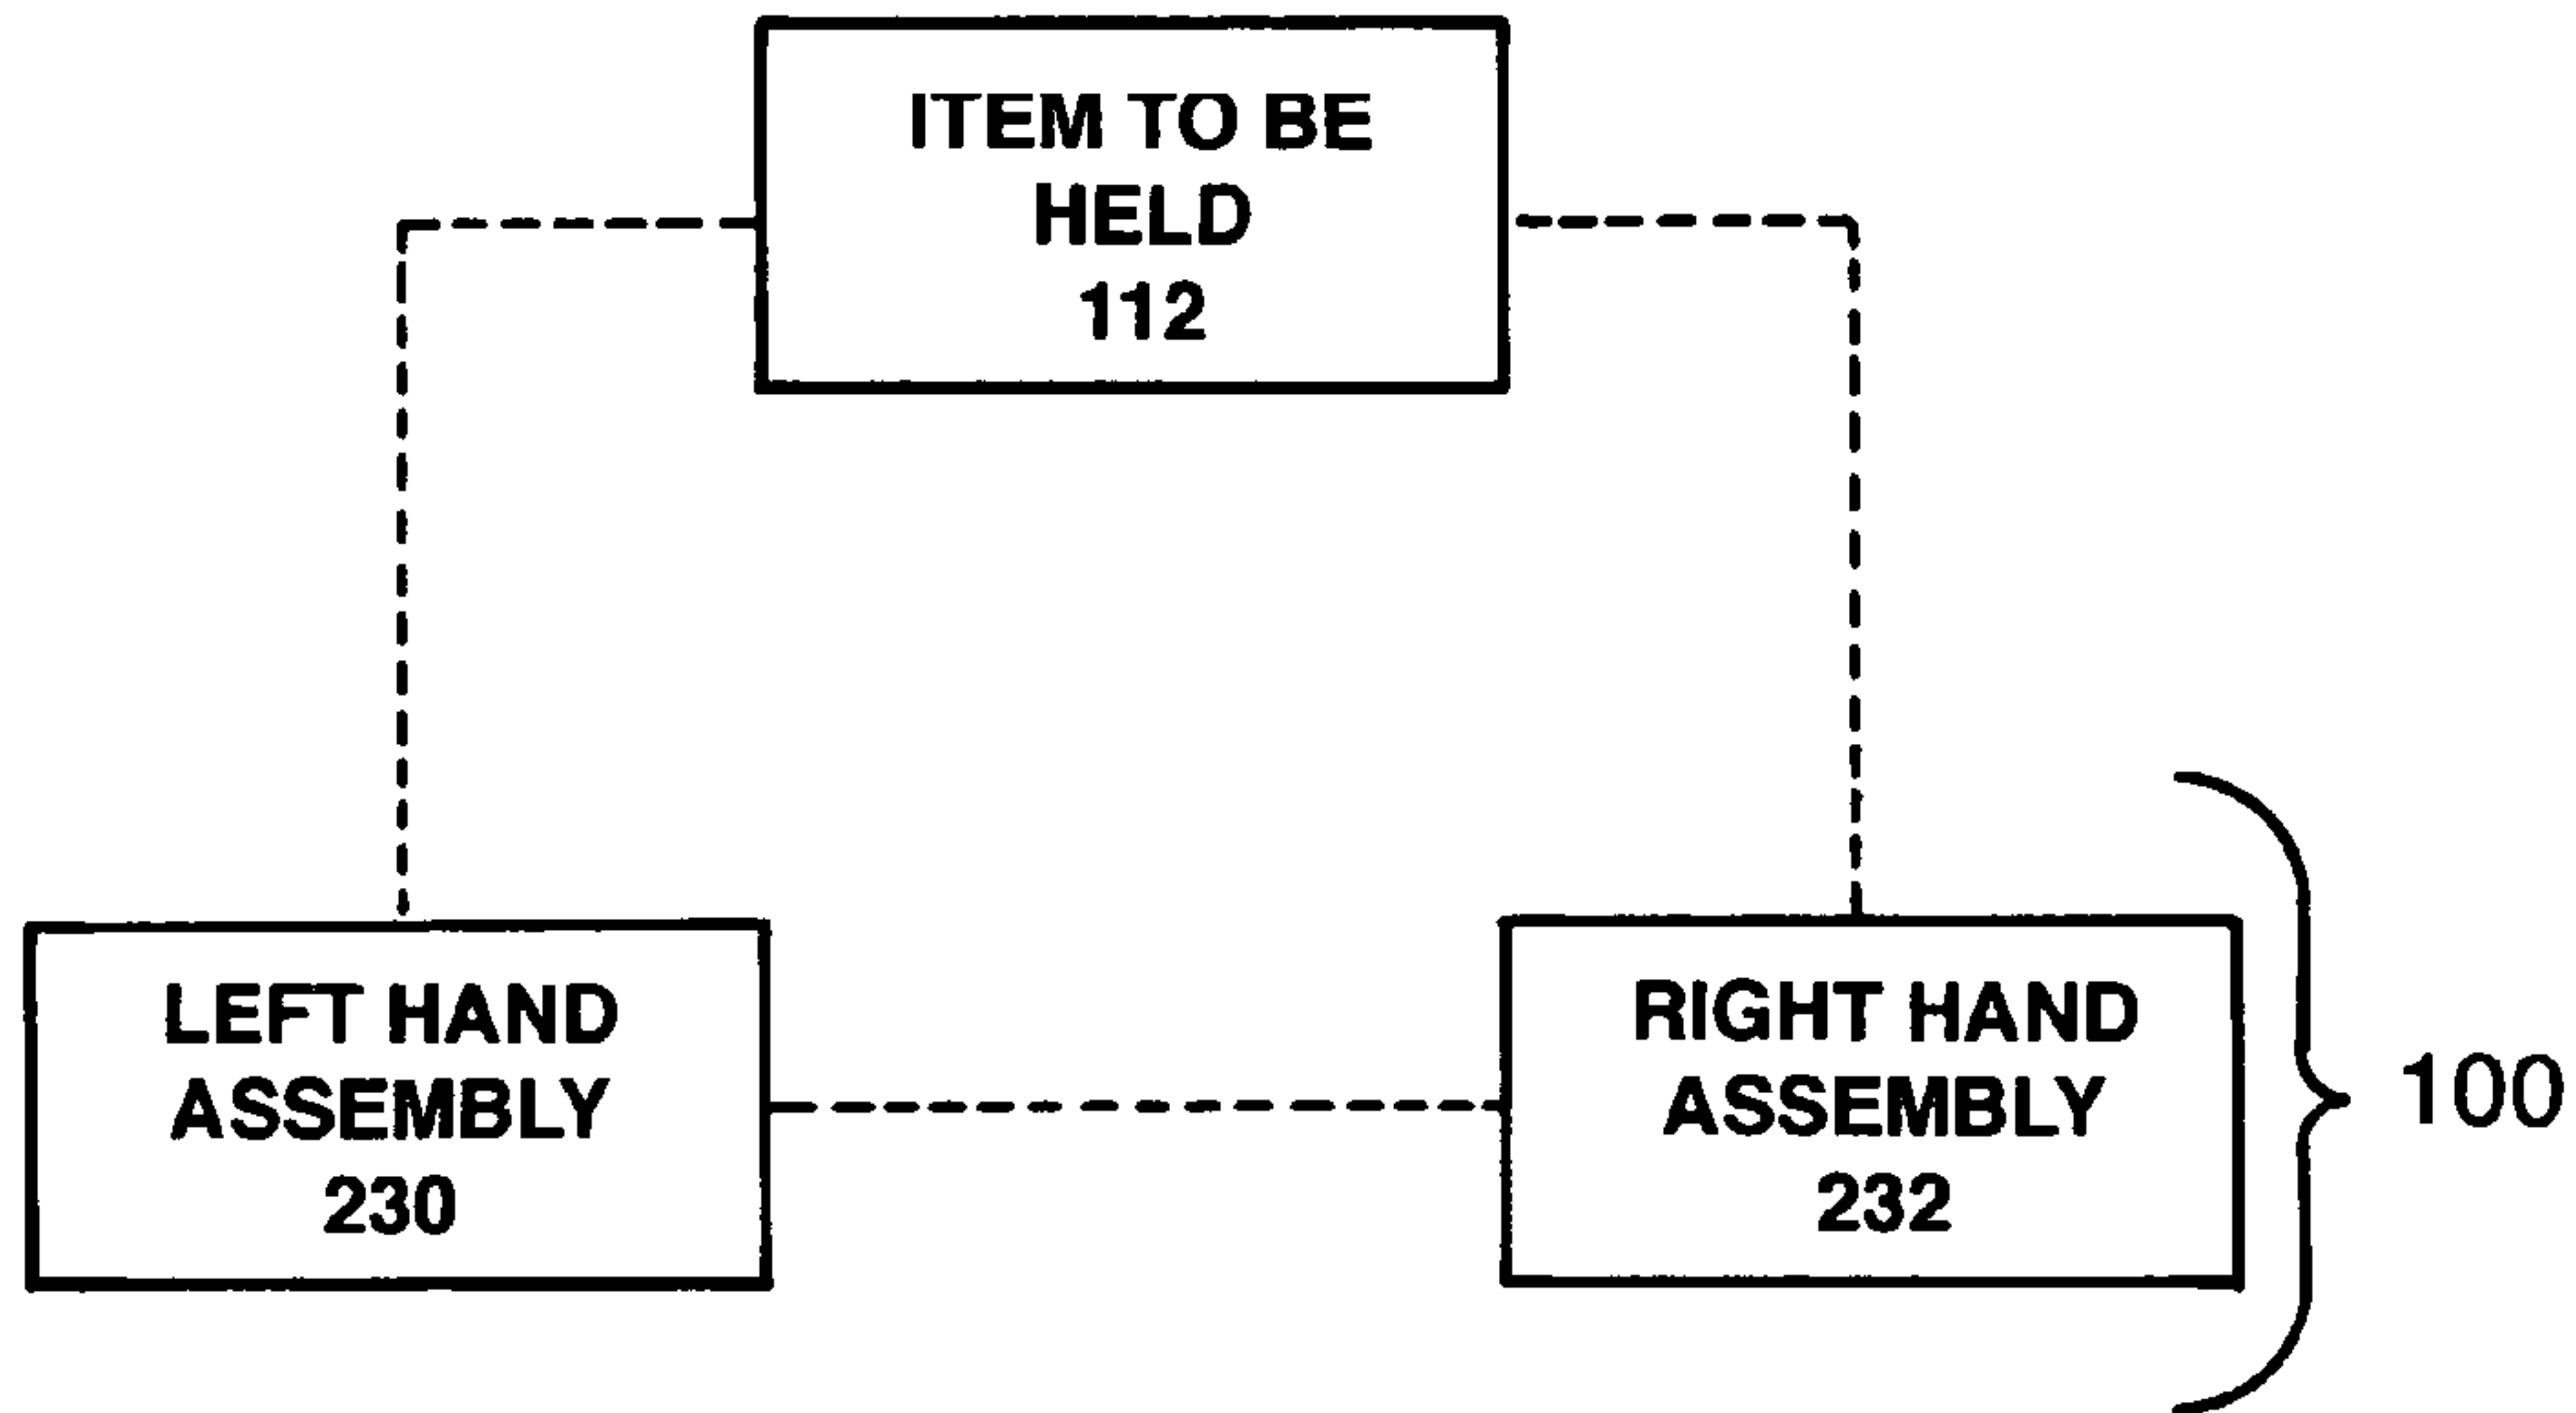 ITEM TO BE
HELD
112
LEFT HAND
ASSEMBLY
230
RIGHT HAND
ASSEMBLY
232
100